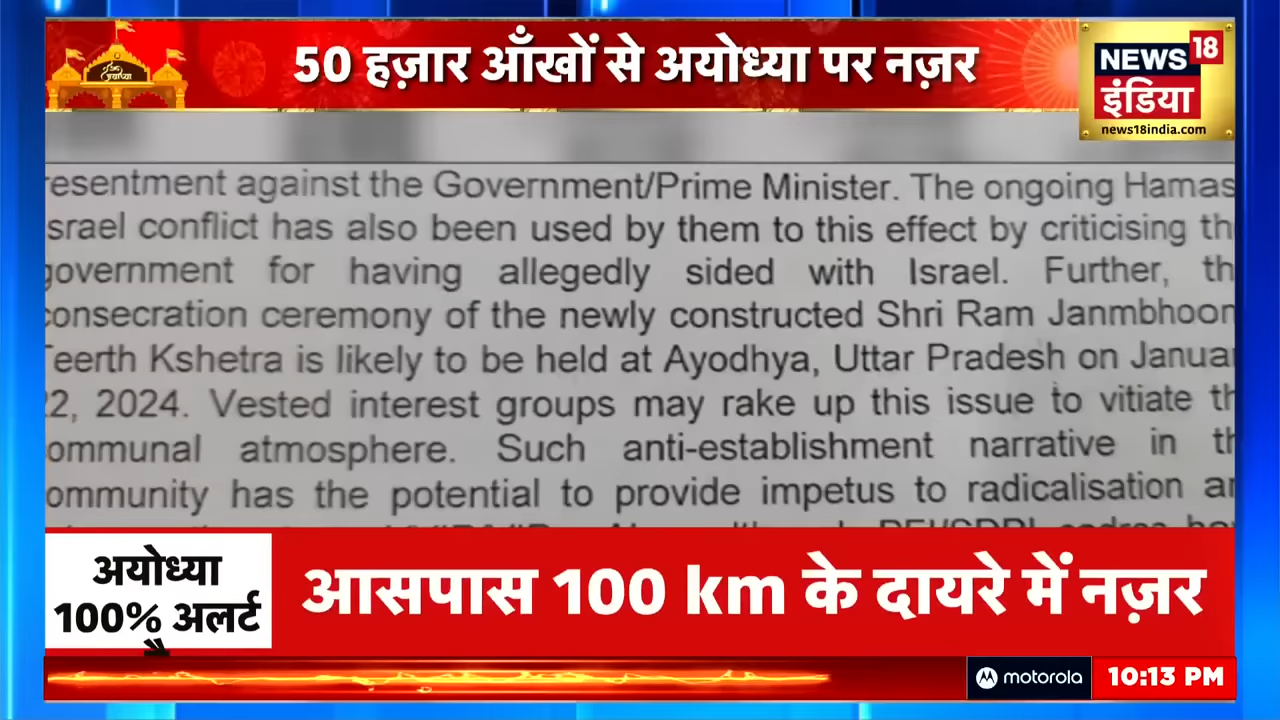 50 हज़ार आँखों से अयोध्या पर नज़र
NEWS 18
इंडिया
news18india.com
resentment against the Government/Prime Minister. The ongoing Hamas
srael conflict has also been used by them to this effect by criticising th
government for having allegedly sided with Israel. Further, th
consecration ceremony of the newly constructed Shri Ram Janmbhoom
Teerth Kshetra is likely to be held at Ayodhya, Uttar Pradesh on Januar
22, 2024. Vested interest groups may rake up this issue to vitiate th
ommunal atmosphere. Such anti-establishment narrative in th
ommunity has the potential to provide impetus to radicalisation an
अयोध्या
100% अलर्ट
आसपास 100 km के दायरे में नज़र
motorola
10:13 PM